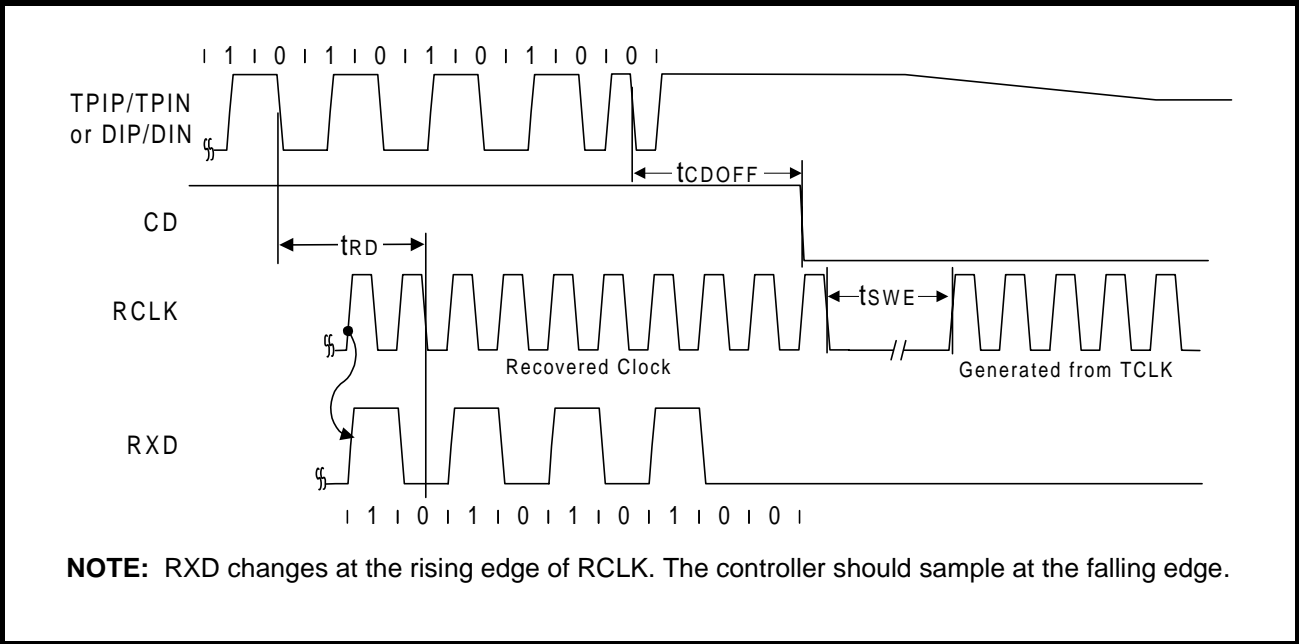 1 0 1 0 1 0 1 0 0
TPIP/TPIN
or DIP/DIN
tCDOFF
CD
tRD
tSWE
RCLK
Recovered Clock
Generated from TCLK
RXD
1 0 1 0 1 0 1 0 0
NOTE: RXD changes at the rising edge of RCLK. The controller should sample at the falling edge.